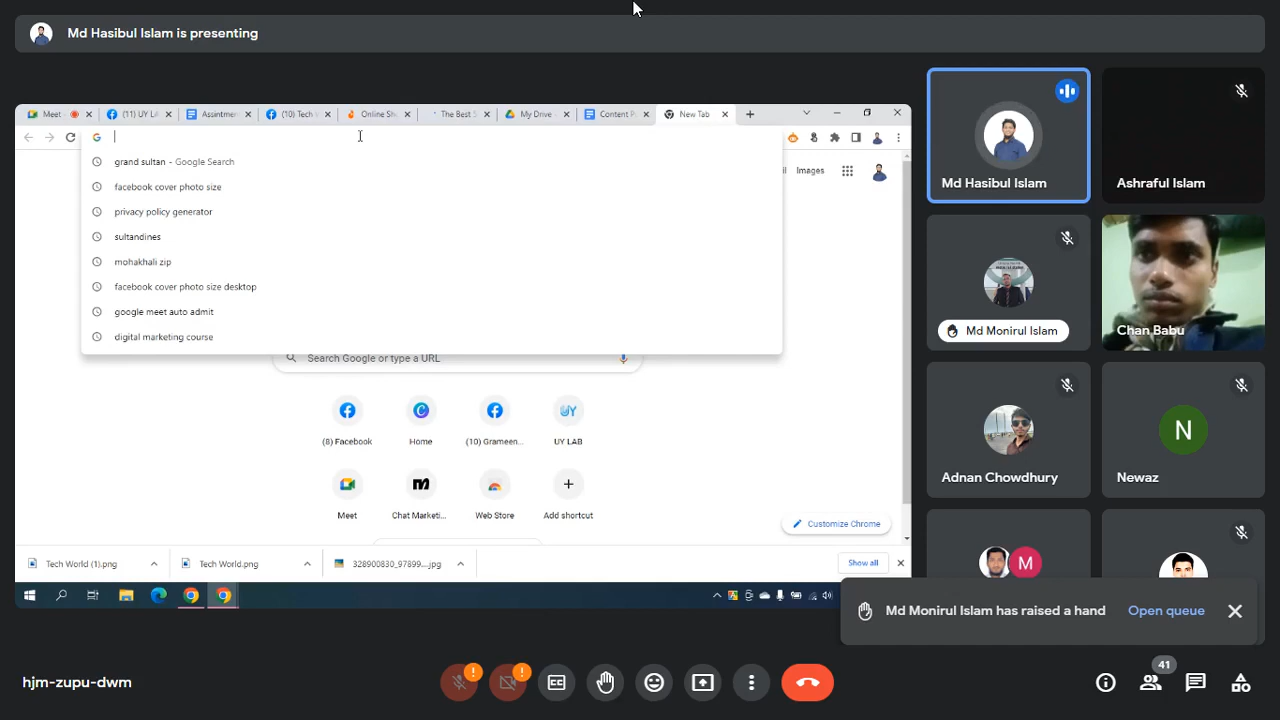 Md Hasibul Islam is presenting
Meet -
(11) UY LA
Assintme
(10) Tech
Online Sh
The Best S
My Drive
Content P
New Tab
grand sultan - Google Search
facebook cover photo size
privacy policy generator
sultandines
mohakhali zip
facebook cover photo size desktop
google meet auto admit
digital marketing course
il Images
Search Google or type a URL
(8) Facebook
Home
(10) Grameen...
UY LAB
Meet
Chat Marketi...
Web Store
Add shortcut
Customize Chrome
Tech World (1).png
Tech World.png
328900830_97899....jpg
Show all
Md Hasibul Islam
Ashraful Islam
Md Monirul Islam
Chan Babu
Adnan Chowdhury
N
Newaz
M
Md Monirul Islam has raised a hand
Open queue
hjm-zupu-dwm
CC
41